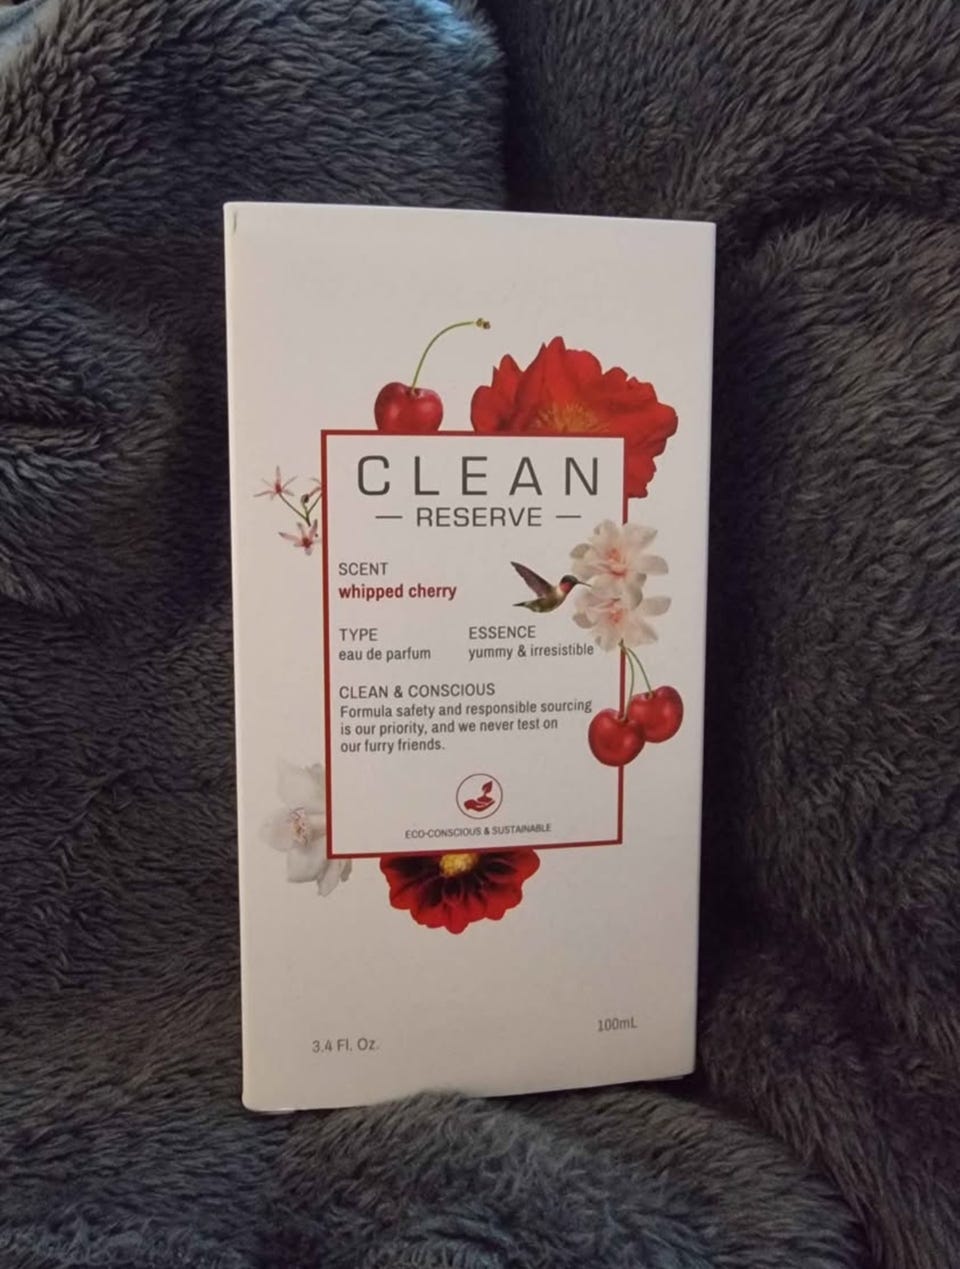 CLEAN
— RESERVE —
SCENT
whipped cherry
TYPE
eau de parfum
ESSENCE
yummy & irresistible
CLEAN & CONSCIOUS
Formula safety and responsible sourcing
is our priority, and we never test on
our furry friends.
ECO-CONSCIOUS & SUSTAINABLE
3.4 Fl. Oz.
100mL